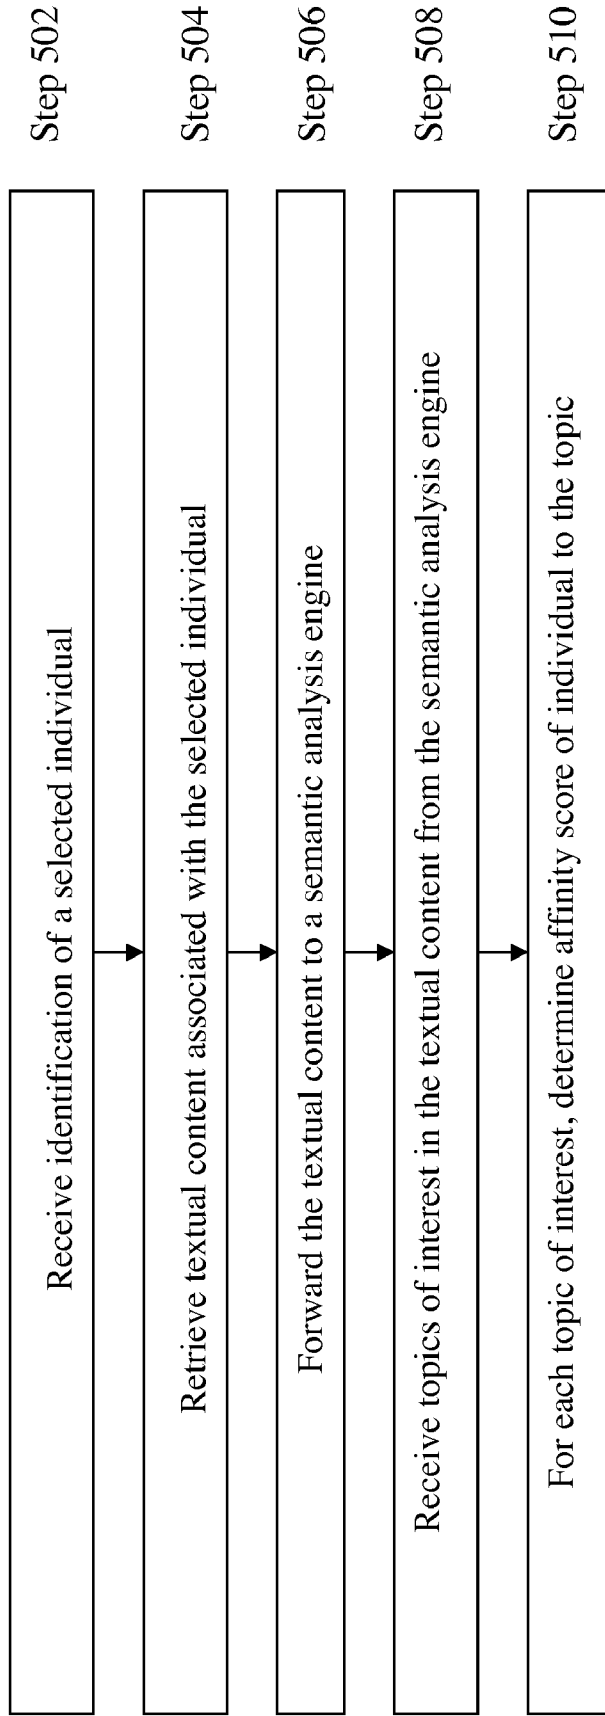 Receive identification of a selected individual
Step 502
Retrieve textual content associated with the selected individual
Step 504
Forward the textual content to a semantic analysis engine
Step 506
Receive topics of interest in the textual content from the semantic analysis engine
Step 508
For each topic of interest, determine affinity score of individual to the topic
Step 510